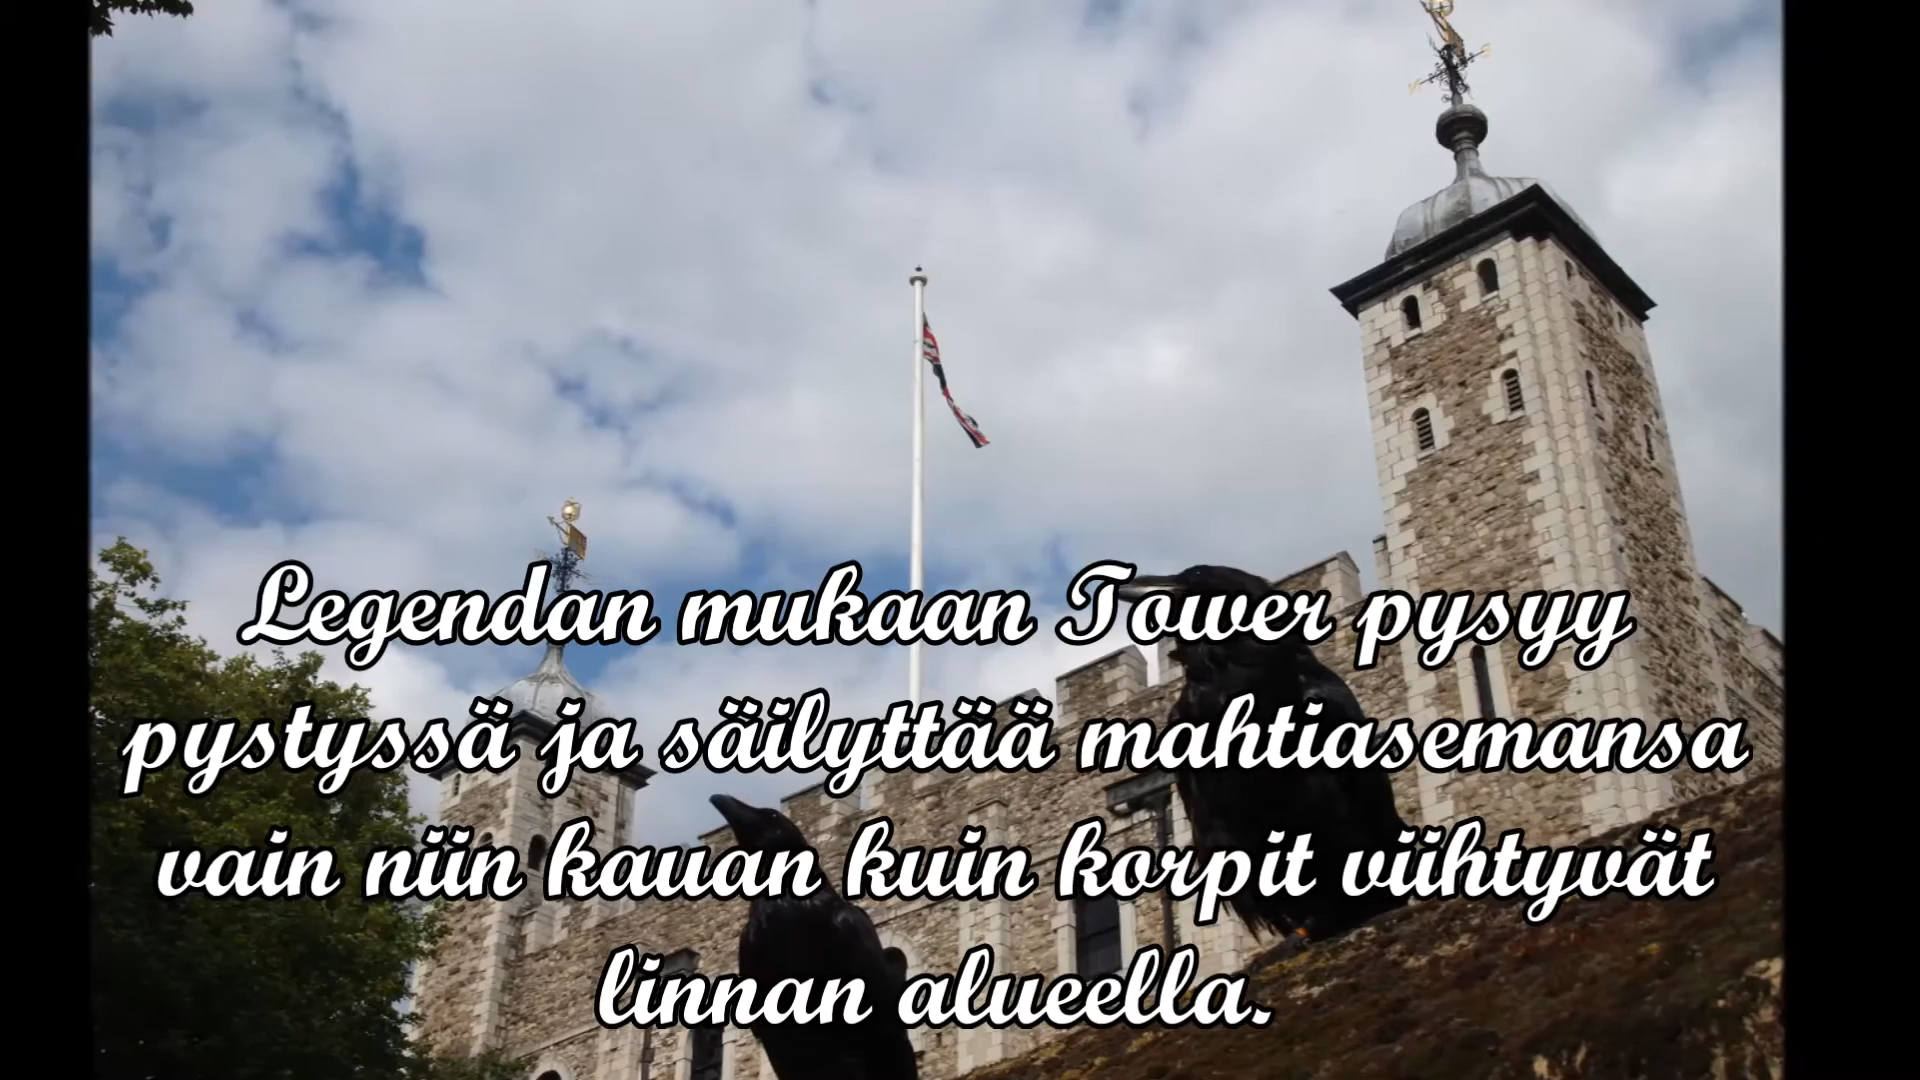 Legendan mukaan Tower pysyy
pystyssä ja säilyttää mahtiasemansa
vain niin kauan kuin korpit viihtyvät
linnan alueella.